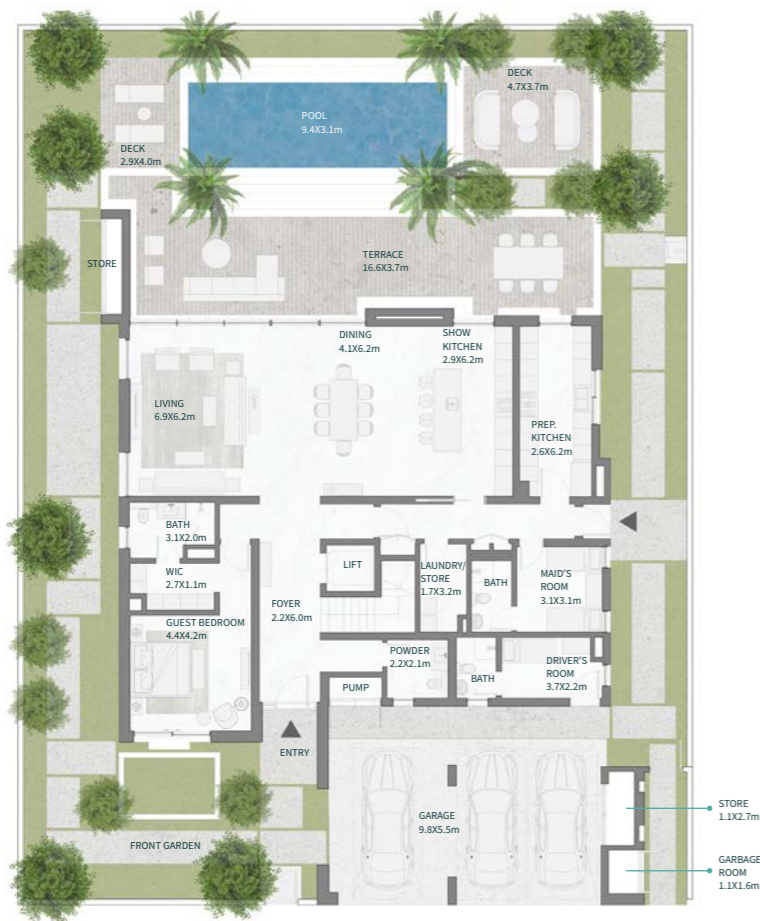 DECK
4.7X3.7m
POOL
9.4X3.1m
DECK
2.9X4.0m
TERRACE
16.6X3.7m
STORE
DINING
4.1X6.2m
SHOW
KITCHEN
2.9X6.2m
LIVING
6.9X6.2m
PREP.
KITCHEN
2.6X6.2m
BATH
3.1X2.0m
WIC
2.7X1.1m
LIFT
LAUNDRY/
STORE
1.7X3.2m
BATH
MAID'S
ROOM
3.1X3.1m
FOYER
2.2X6.0m
GUEST BEDROOM
4.4X4.2m
POWDER
2.2X2.1m
DRIVER'S
ROOM
3.7X2.2m
BATH
PUMP
ENTRY
GARAGE
9.8X5.5m
STORE
1.1X2.7m
FRONT GARDEN
GARBAGE
ROOM
1.1X1.6m